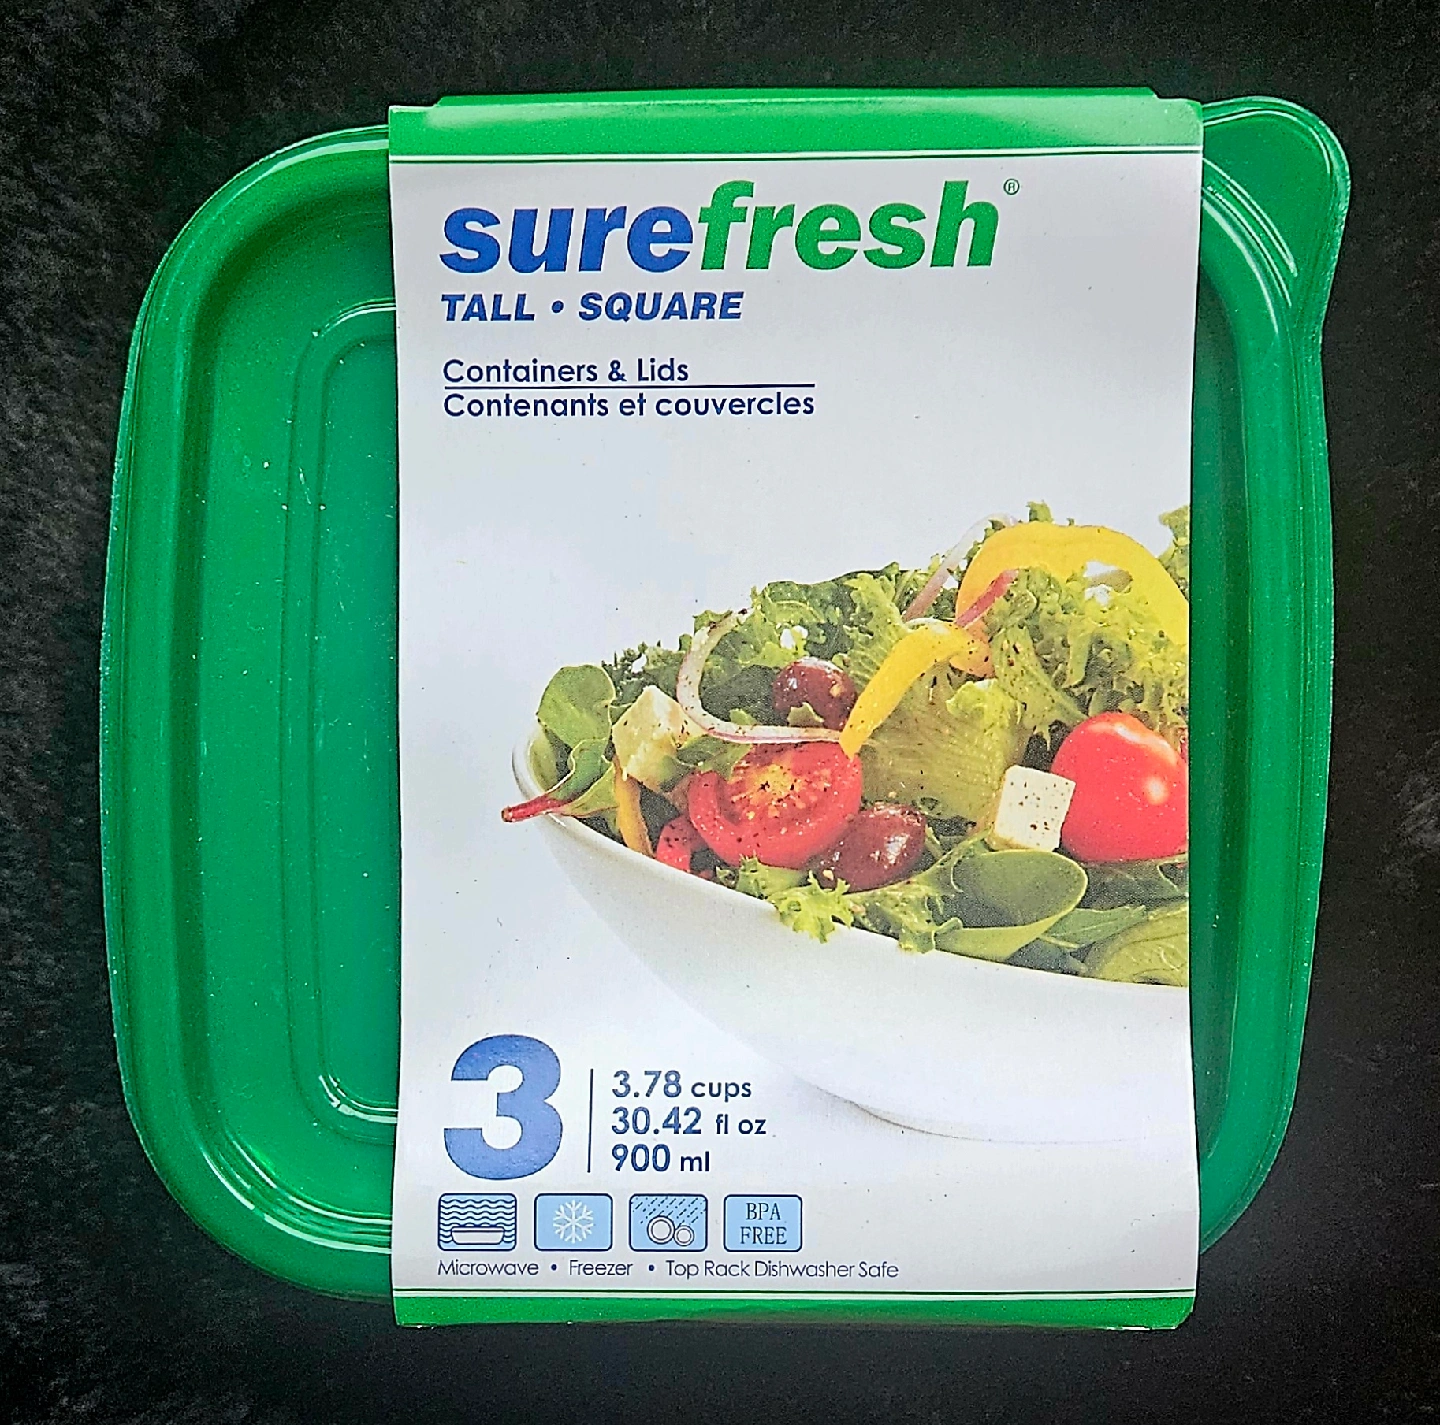 surefresh®
TALL • SQUARE
Containers & Lids
Contenants et couvercles
3
3.78 cups
30.42 fl oz
900 ml
BPA
FREE
Microwave • Freezer • Top Rack Dishwasher Safe